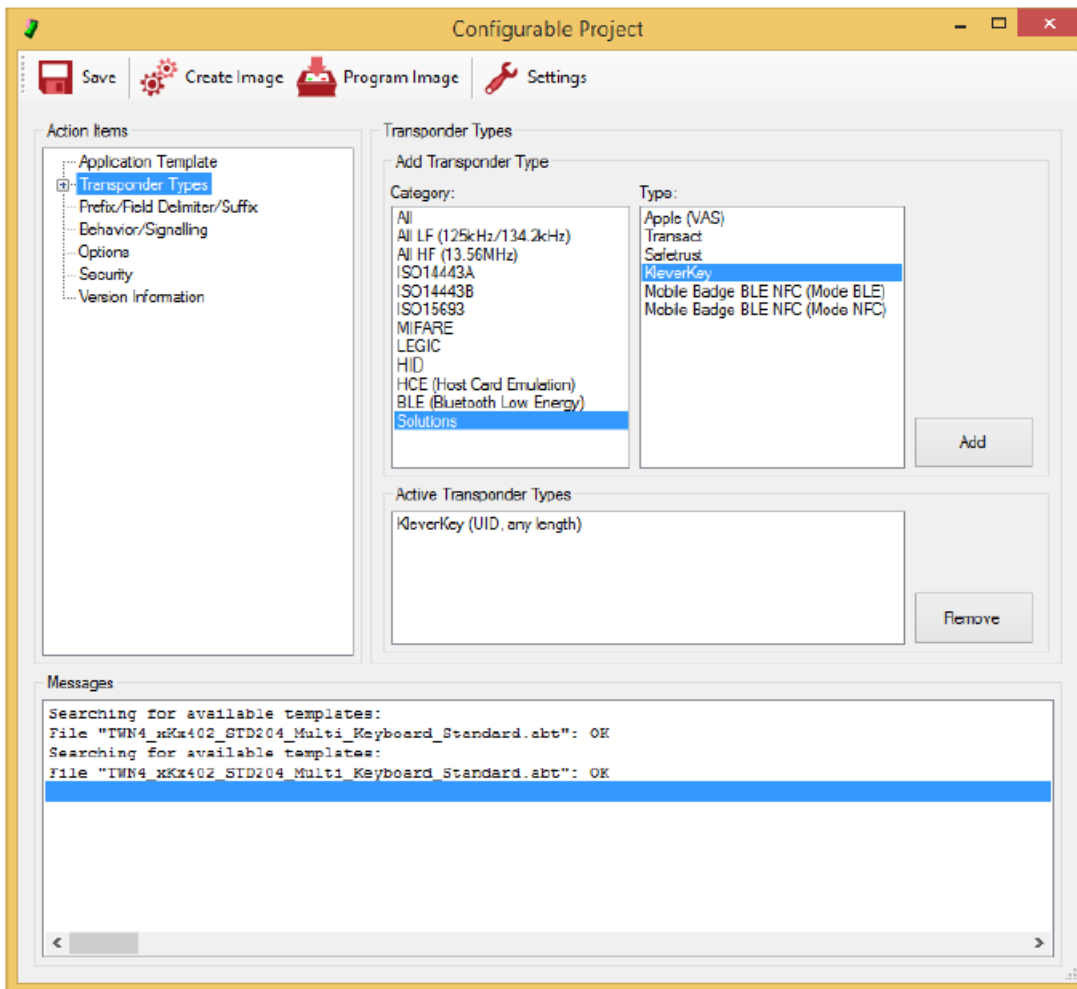 Configurable Project
Save Create Image Program Image Settings
Action Items
Application Template
Transponder Types
Prefix/Field Delimiter/Suffix
Behavior/Signalling
Options
Security
Version Information
Transponder Types
Add Transponder Type
Category:
All
All LF (125kHz/134.2kHz)
All HF (13.56MHz)
ISO14443A
ISO14443B
ISO15693
MIFARE
LEGIC
HID
HCE (Host Card Emulation)
BLE (Bluetooth Low Energy)
Solutions
Type:
Apple (VAS)
Transact
Safetrust
KleverKey
Mobile Badge BLE NFC (Mode BLE)
Mobile Badge BLE NFC (Mode NFC)
Add
Active Transponder Types
KleverKey (UID, any length)
Remove
Messages
Searching for available templates:
File "TWN4_xKx402_STD204_Multi_Keyboard_Standard.abt": OK
Searching for available templates:
File "TWN4_xKx402_STD204_Multi_Keyboard_Standard.abt": OK